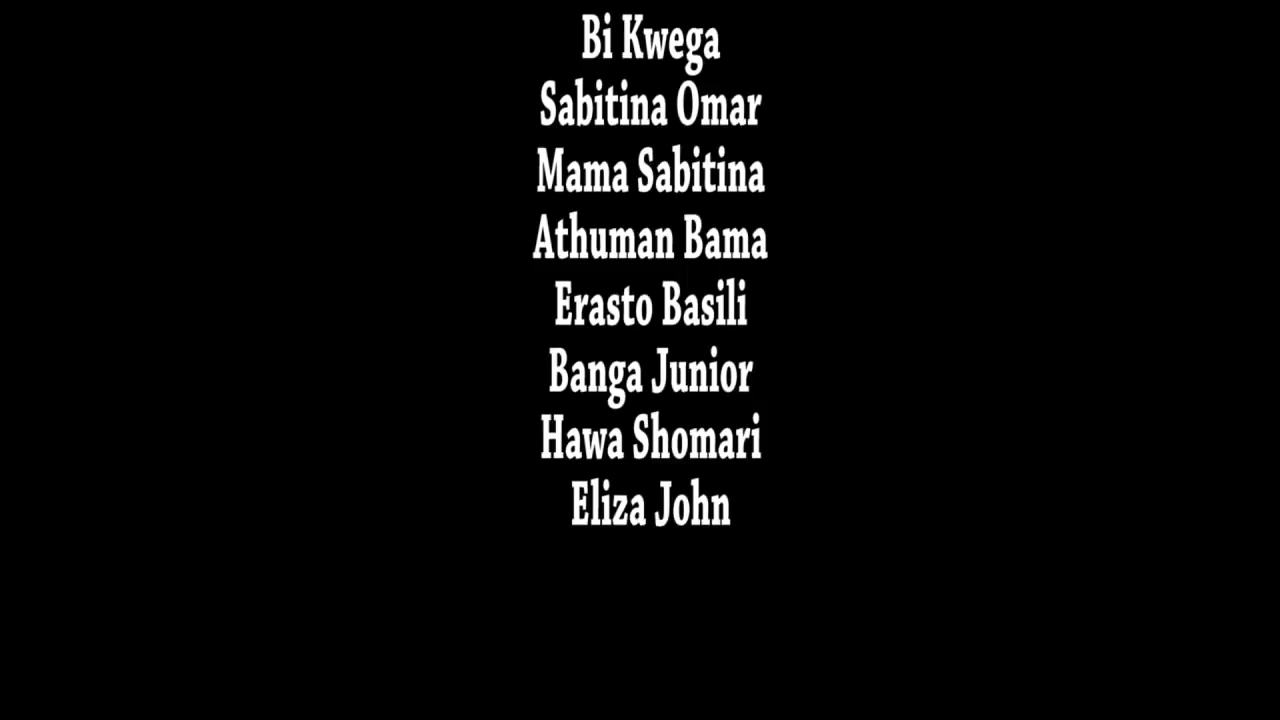 Bi Kwega
Sabitina Omar
Mama Sabitina
Athuman Bama
Erasto Basili
Banga Junior
Hawa Shomari
Eliza John